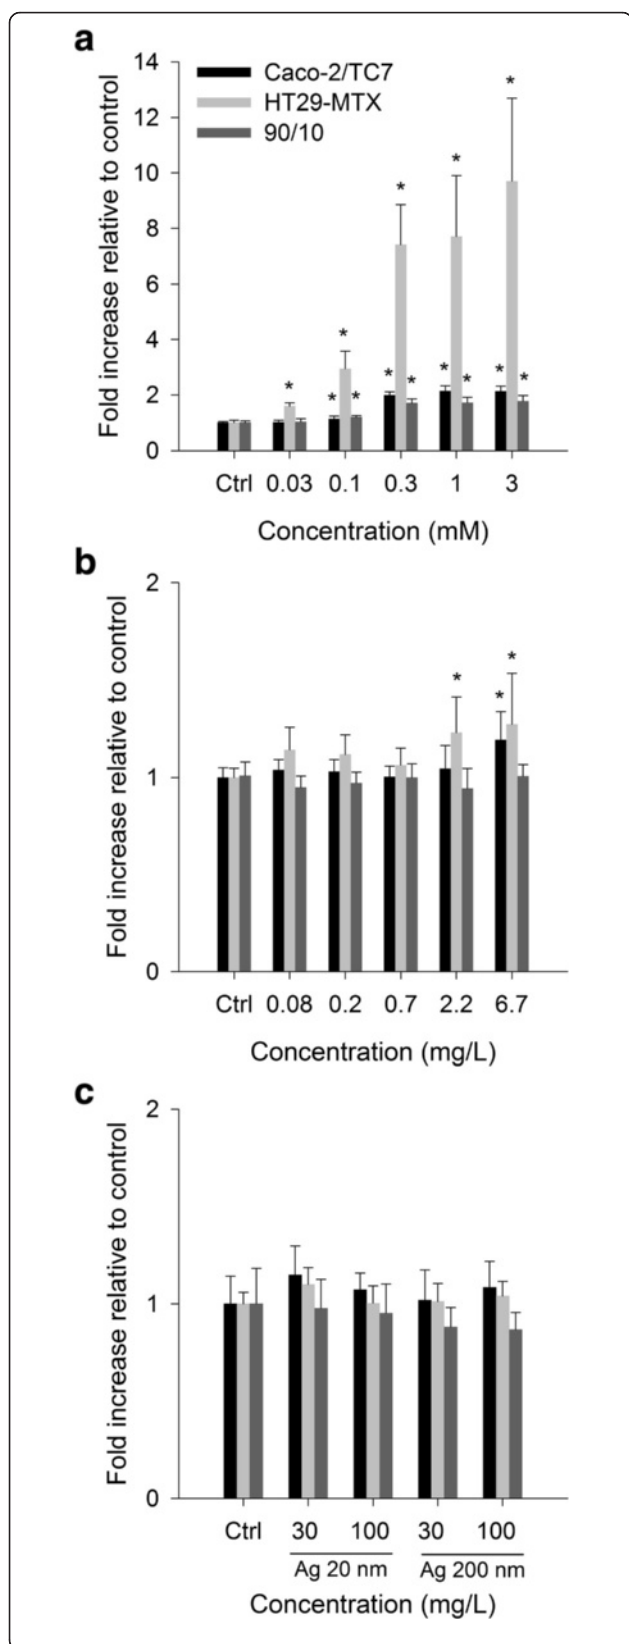 a
Fold increase relative to control
14
12
10
8
6
4
2
0
Caco-2/TC7
HT29-MTX
90/10
* * * * * * * * * * * * * *
Ctrl 0.03 0.1 0.3 1 3
Concentration (mM)
b
Fold increase relative to control
2
1
0
* * *
Ctrl 0.08 0.2 0.7 2.2 6.7
Concentration (mg/L)
c
Fold increase relative to control
2
1
0
Ctrl 30 100 30 100
Ag 20 nm Ag 200 nm
Concentration (mg/L)